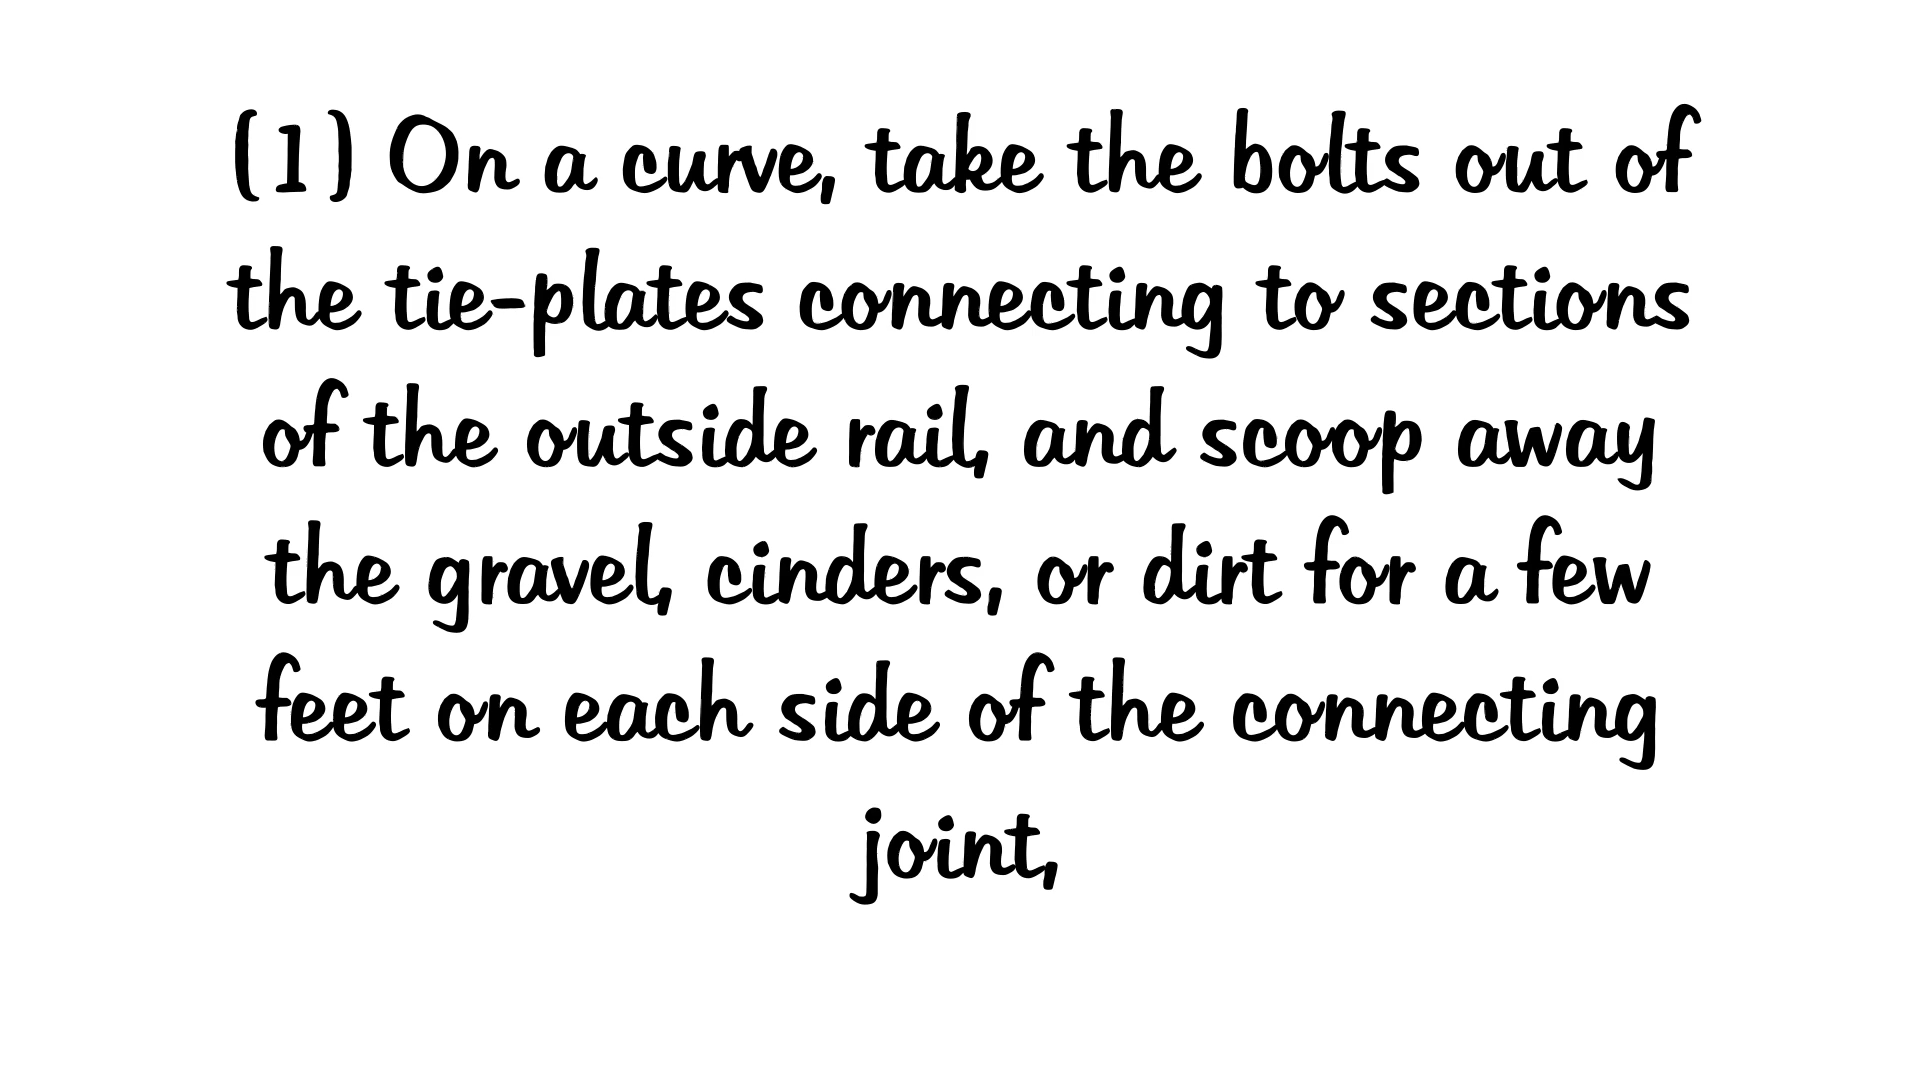 (1) On a curve, take the bolts out of
the tie-plates connecting to sections
of the outside rail, and scoop away
the gravel, cinders, or dirt for a few
feet on each side of the connecting
joint,